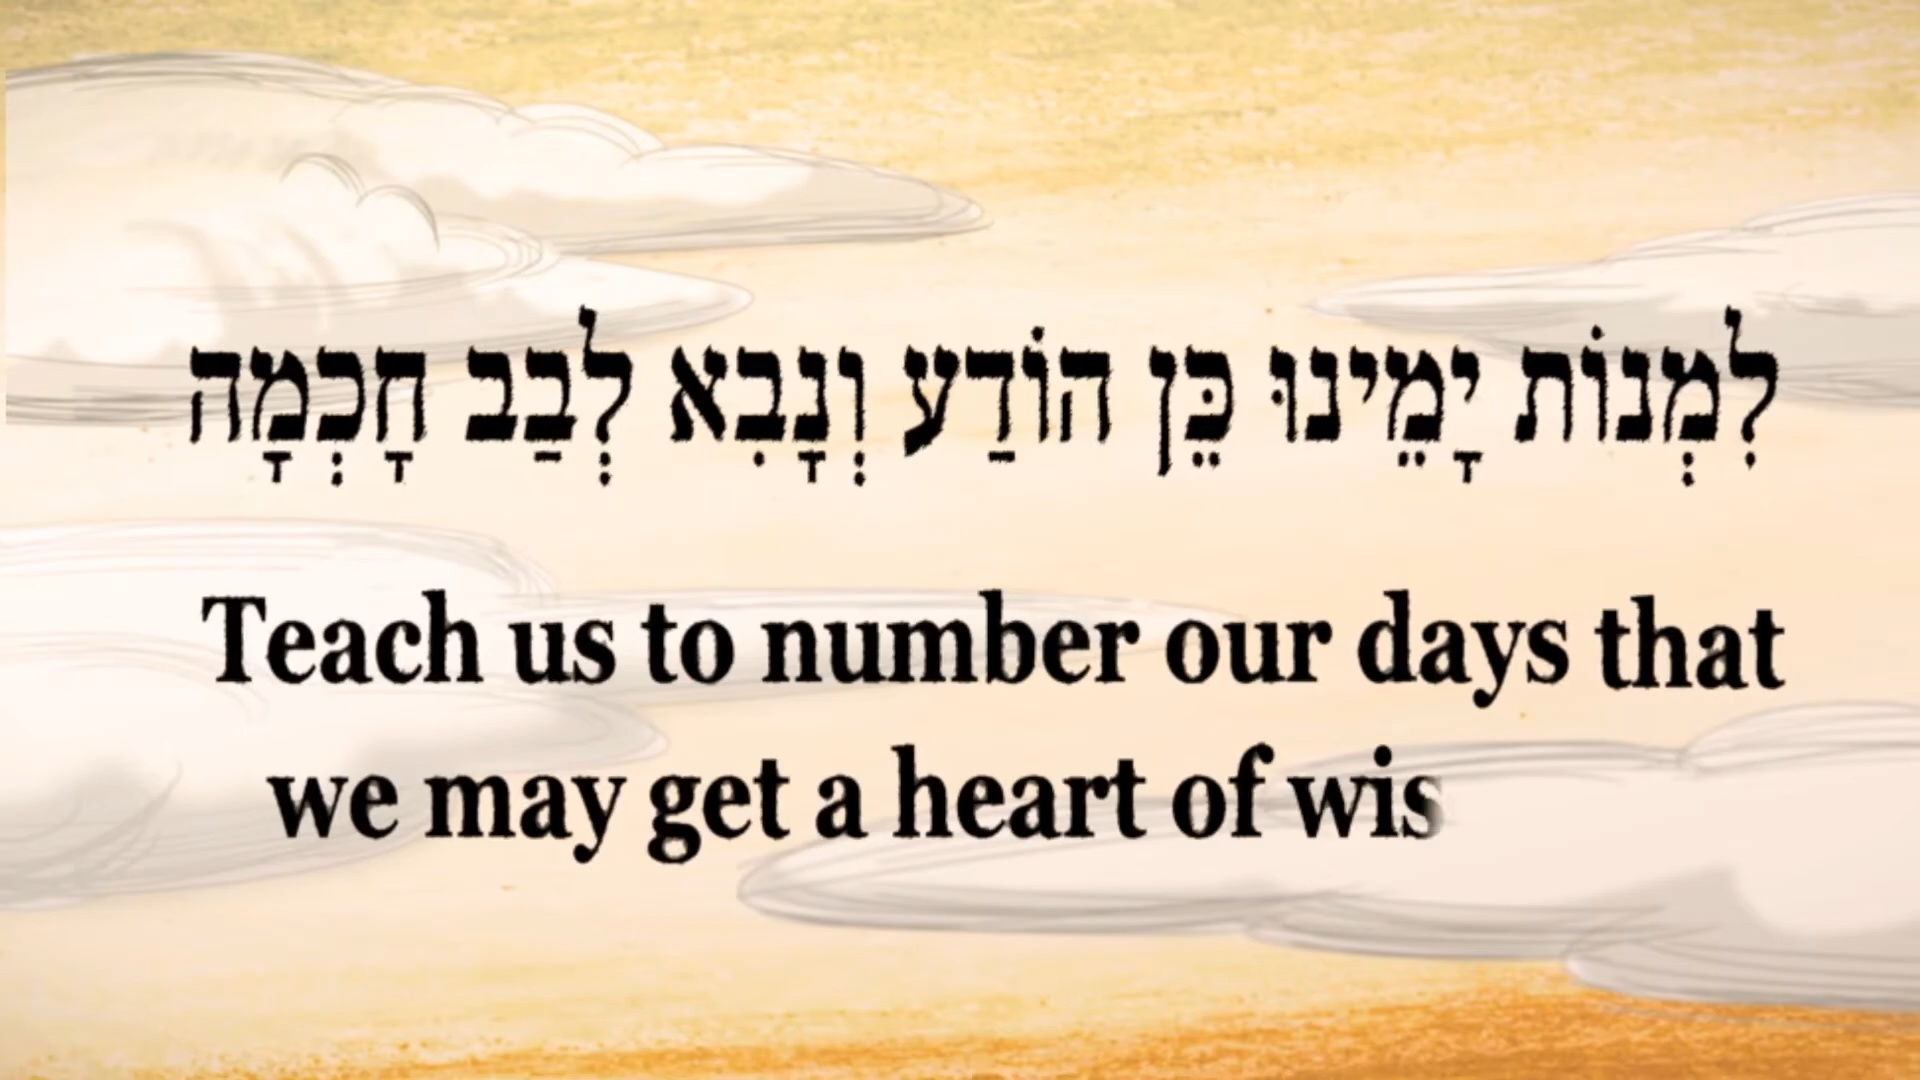 לִמְנוֹת יָמֵינוּ כֵּן הוֹדַע וְנָבִא לְבַב חָכְמָה
Teach us to number our days that
we may get a heart of wis